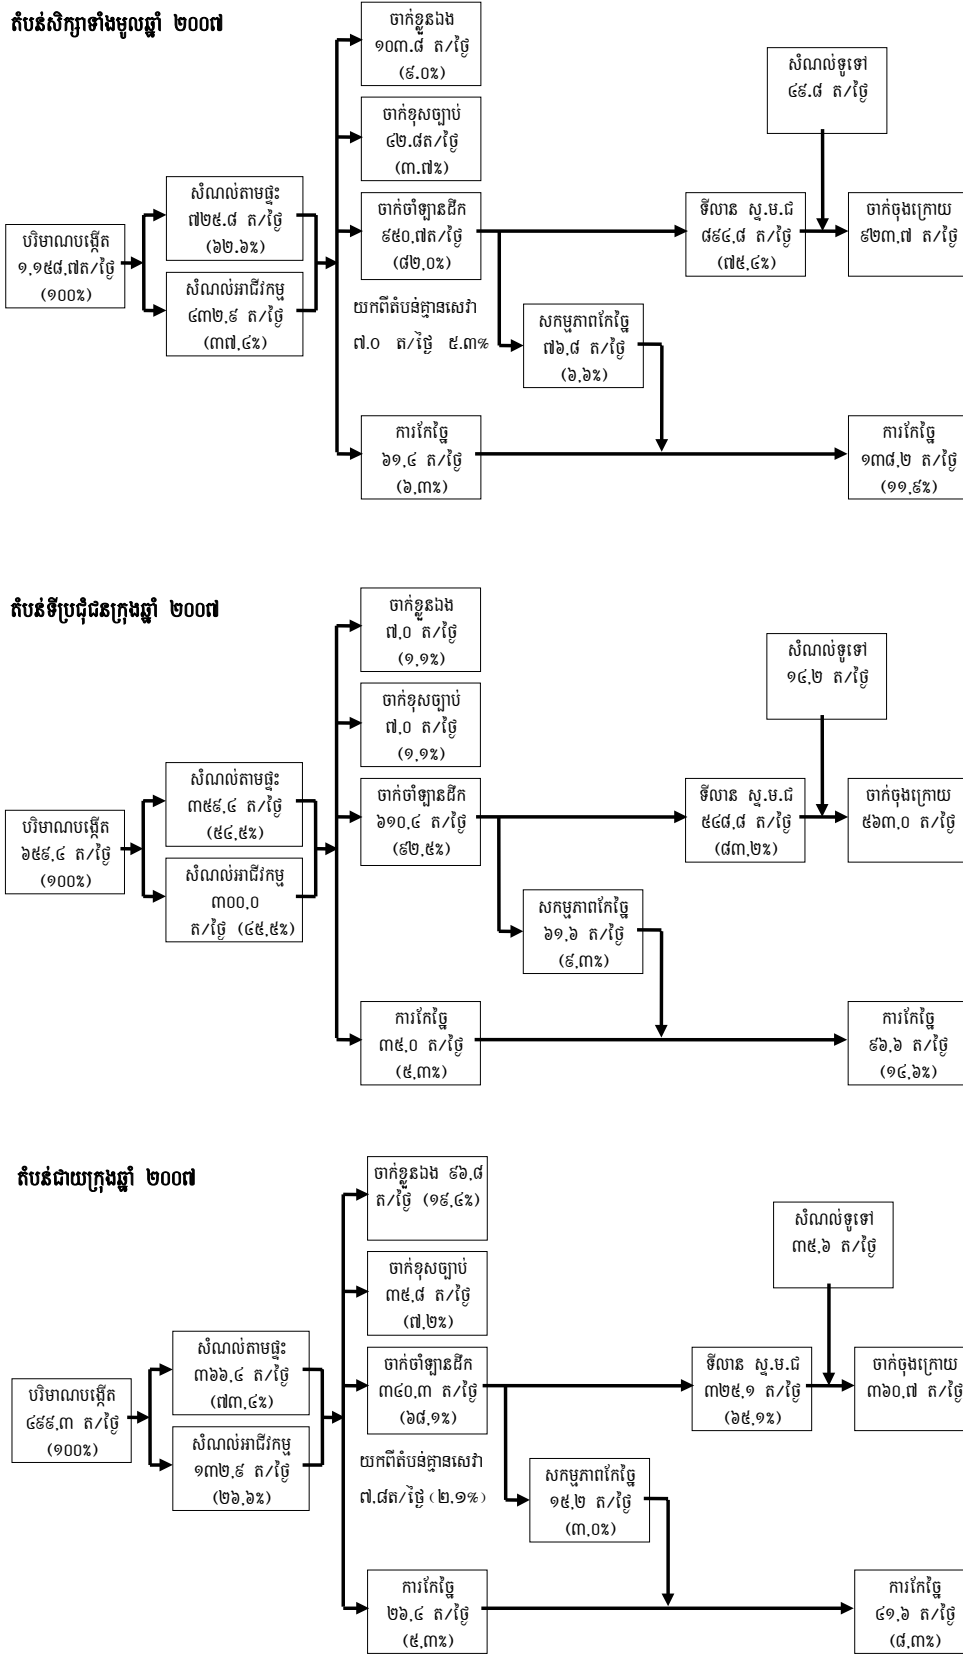 តំបន់សិក្សាទាំងមូលឆ្នាំ ២00៧
ចាក់ខ្លួនឯង
១០៣.៨ ត/ថ្ងៃ
(៩.០%)
ចាក់ខុសច្បាប់
៤២.៨ត/ថ្ងៃ
(៣.៧%)
សំណល់ទូទៅ
៤៩.៨ ត/ថ្ងៃ
បរិមាណបង្កើត
១,១៥៨,៧ត/ថ្ងៃ
(១០០%)
សំណល់តាមផ្ទះ
៧២៥.៨ ត/ថ្ងៃ
(៦២.៦%)
សំណល់អាជីវកម្ម
៤៣២,៩ ត/ថ្ងៃ
(៣៧,៤%)
ចាក់ចាំឡានដឹក
៩៥០,៧ត/ថ្ងៃ
(៨២,០%)
យកពីតំបន់គ្មានសេវា
៧.០ ត/ថ្ងៃ ៥.៣%
ទីលាន ស្ទ.ម.ជ
៨៩៤,៨ ត/ថ្ងៃ
(៧៥,៤%)
ចាក់ចុងក្រោយ
៩២៣,៧ ត/ថ្ងៃ
សកម្មភាពកែច្នៃ
៧៦,៨ ត/ថ្ងៃ
(៦,៦%)
ការកែច្នៃ
៦១,៤ ត/ថ្ងៃ
(៦,៣%)
ការកែច្នៃ
១៣៨,២ ត/ថ្ងៃ
(១១,៩%)
តំបន់ទីប្រជុំជនក្រុងឆ្នាំ ២00៧
ចាក់ខ្លួនឯង
៧,០ ត/ថ្ងៃ
(១,១%)
ចាក់ខុសច្បាប់
៧,០ ត/ថ្ងៃ
(១,១%)
សំណល់ទូទៅ
១៤,២ ត/ថ្ងៃ
បរិមាណបង្កើត
៦៥៩,៤ ត/ថ្ងៃ
(១០០%)
សំណល់តាមផ្ទះ
៣៥៩,៤ ត/ថ្ងៃ
(៥៤,៥%)
សំណល់អាជីវកម្ម
៣០០,០
ត/ថ្ងៃ (៤៥,៥%)
ចាក់ចាំឡានដឹក
៦១០,៤ ត/ថ្ងៃ
(៩២,៥%)
ទីលាន ស្ទ.ម.ជ
៥៤៨,៨ ត/ថ្ងៃ
(៨៣,២%)
ចាក់ចុងក្រោយ
៥៦៣,០ ត/ថ្ងៃ
សកម្មភាពកែច្នៃ
៦១,៦ ត/ថ្ងៃ
(៩,៣%)
ការកែច្នៃ
៣៥,០ ត/ថ្ងៃ
(៥,៣%)
ការកែច្នៃ
៩៦,៦ ត/ថ្ងៃ
(១៤,៦%)
តំបន់ជាយក្រុងឆ្នាំ ២00៧
ចាក់ខ្លួនឯង ៩៦,៨
ត/ថ្ងៃ (១៩,៤%)
ចាក់ខុសច្បាប់
៣៥,៨ ត/ថ្ងៃ
(៧,២%)
សំណល់ទូទៅ
៣៥,៦ ត/ថ្ងៃ
បរិមាណបង្កើត
៤៩៩,៣ ត/ថ្ងៃ
(១០០%)
សំណល់តាមផ្ទះ
៣៦៦,៤ ត/ថ្ងៃ
(៧៣,៤%)
សំណល់អាជីវកម្ម
១៣២,៩ ត/ថ្ងៃ
(២៦,៦%)
ចាក់ចាំឡានដឹក
៣៤០,៣ ត/ថ្ងៃ
(៦៨,១%)
យកពីតំបន់គ្មានសេវា
៧,៨ត/ថ្ងៃ (២,១%)
ទីលាន ស្ទ.ម.ជ
៣២៥,១ ត/ថ្ងៃ
(៦៥,១%)
ចាក់ចុងក្រោយ
៣៦០,៧ ត/ថ្ងៃ
សកម្មភាពកែច្នៃ
១៥,២ ត/ថ្ងៃ
(៣,០%)
ការកែច្នៃ
២៦,៤ ត/ថ្ងៃ
(៥,៣%)
ការកែច្នៃ
៤១,៦ ត/ថ្ងៃ
(៨,៣%)